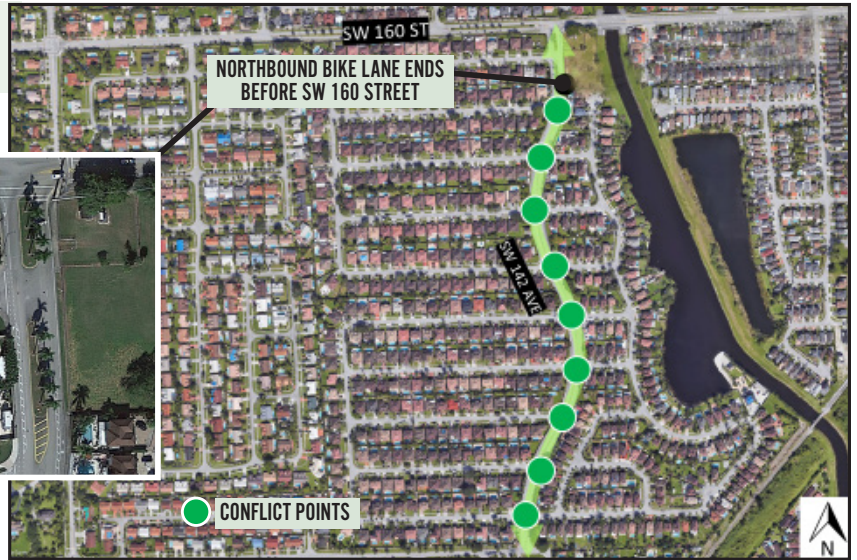 SW 160 ST
NORTHBOUND BIKE LANE ENDS
BEFORE SW 160 STREET
SW 142 AVE
CONFLICT POINTS
N